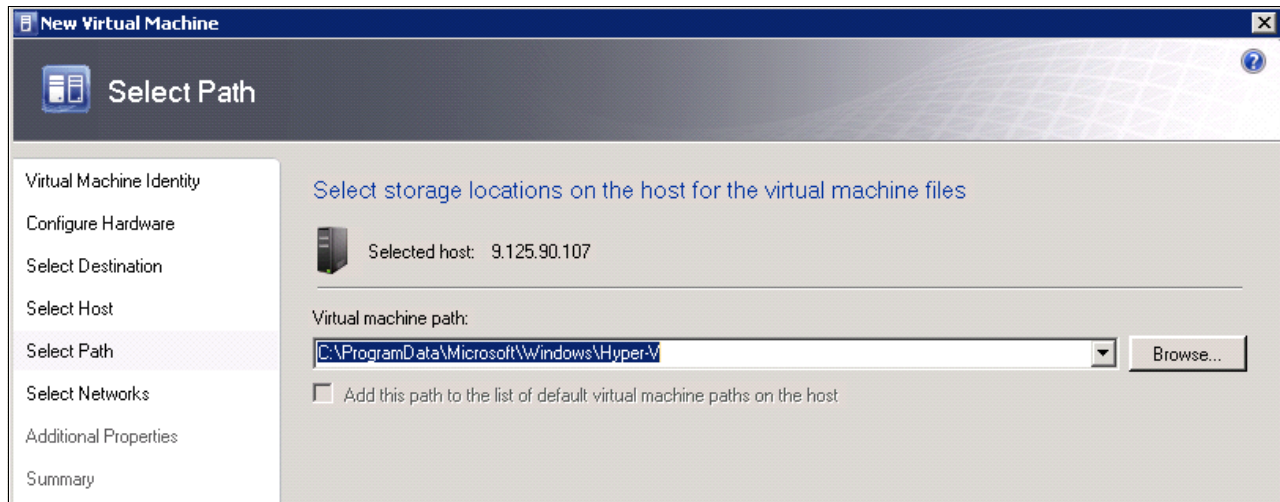 New Virtual Machine
Select Path
Virtual Machine Identity
Configure Hardware
Select Destination
Select Host
Select Path
Select Networks
Additional Properties
Summary
Select storage locations on the host for the virtual machine files
Selected host: 9.125.90.107
Virtual machine path:
C:\ProgramData\Microsoft\Windows\Hyper-V
Browse...
Add this path to the list of default virtual machine paths on the host